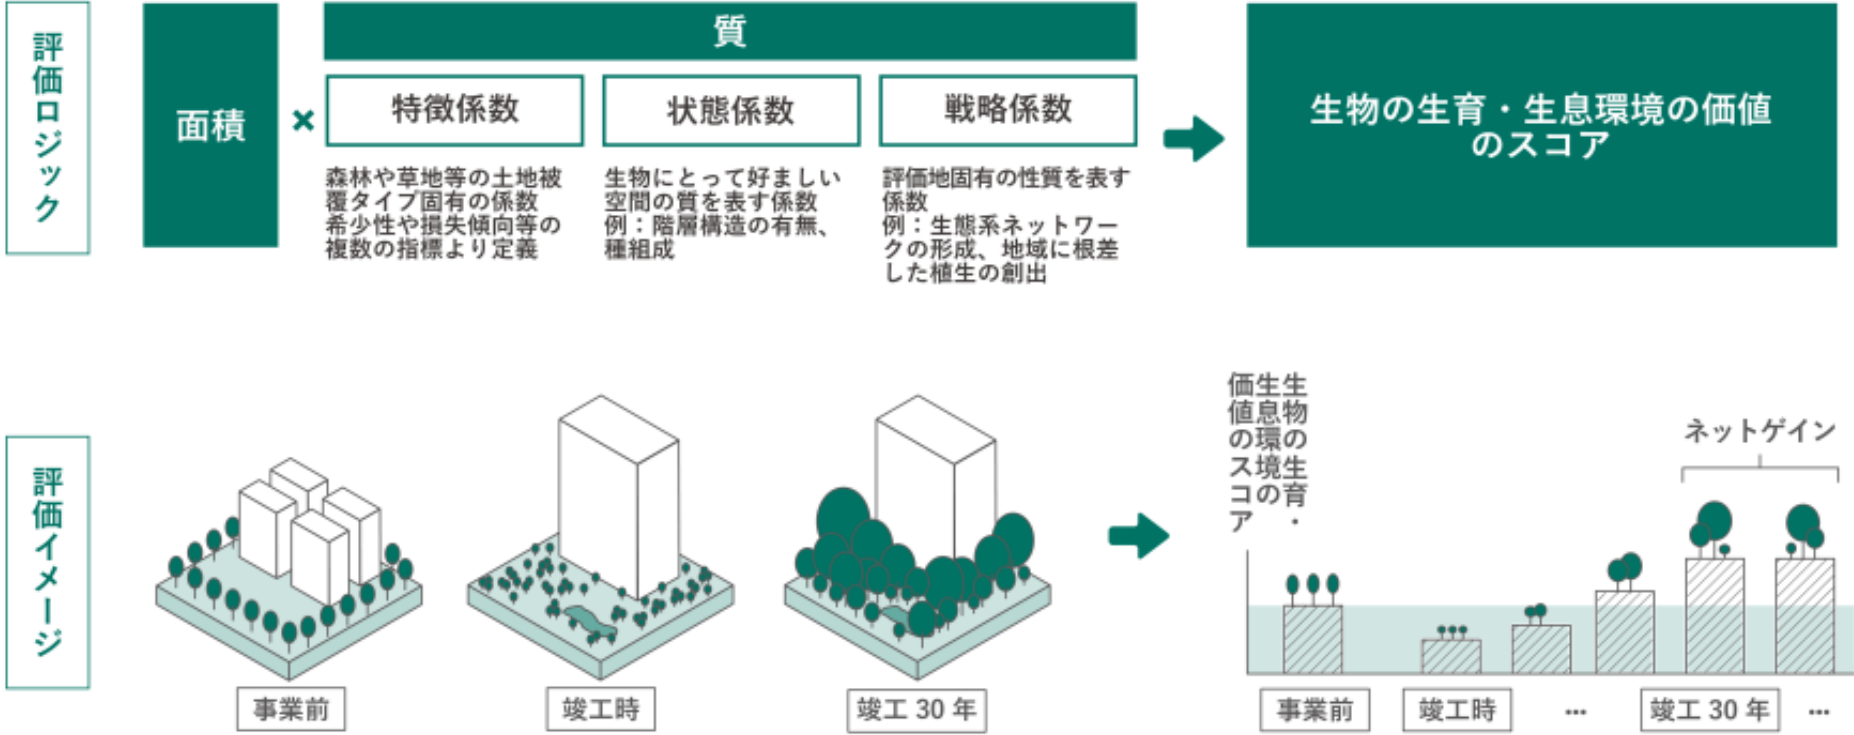 評価ロジック
面積
×
質
特徴係数
森林や草地等の土地被
覆タイプ固有の係数
希少性や損失傾向等の
複数の指標より定義
状態係数
生物にとって好ましい
空間の質を表す係数
例：階層構造の有無、
種組成
戦略係数
評価地固有の性質を表す
係数
例：生態系ネットワー
クの形成、地域に根差
した植生の創出
生物の生育・生息環境の価値
のスコア
評価イメージ
事業前
竣工時
竣工 30 年
生物の生育・
生息環境の
価値のスコア
ネットゲイン
事業前
竣工時
…
竣工 30 年
…